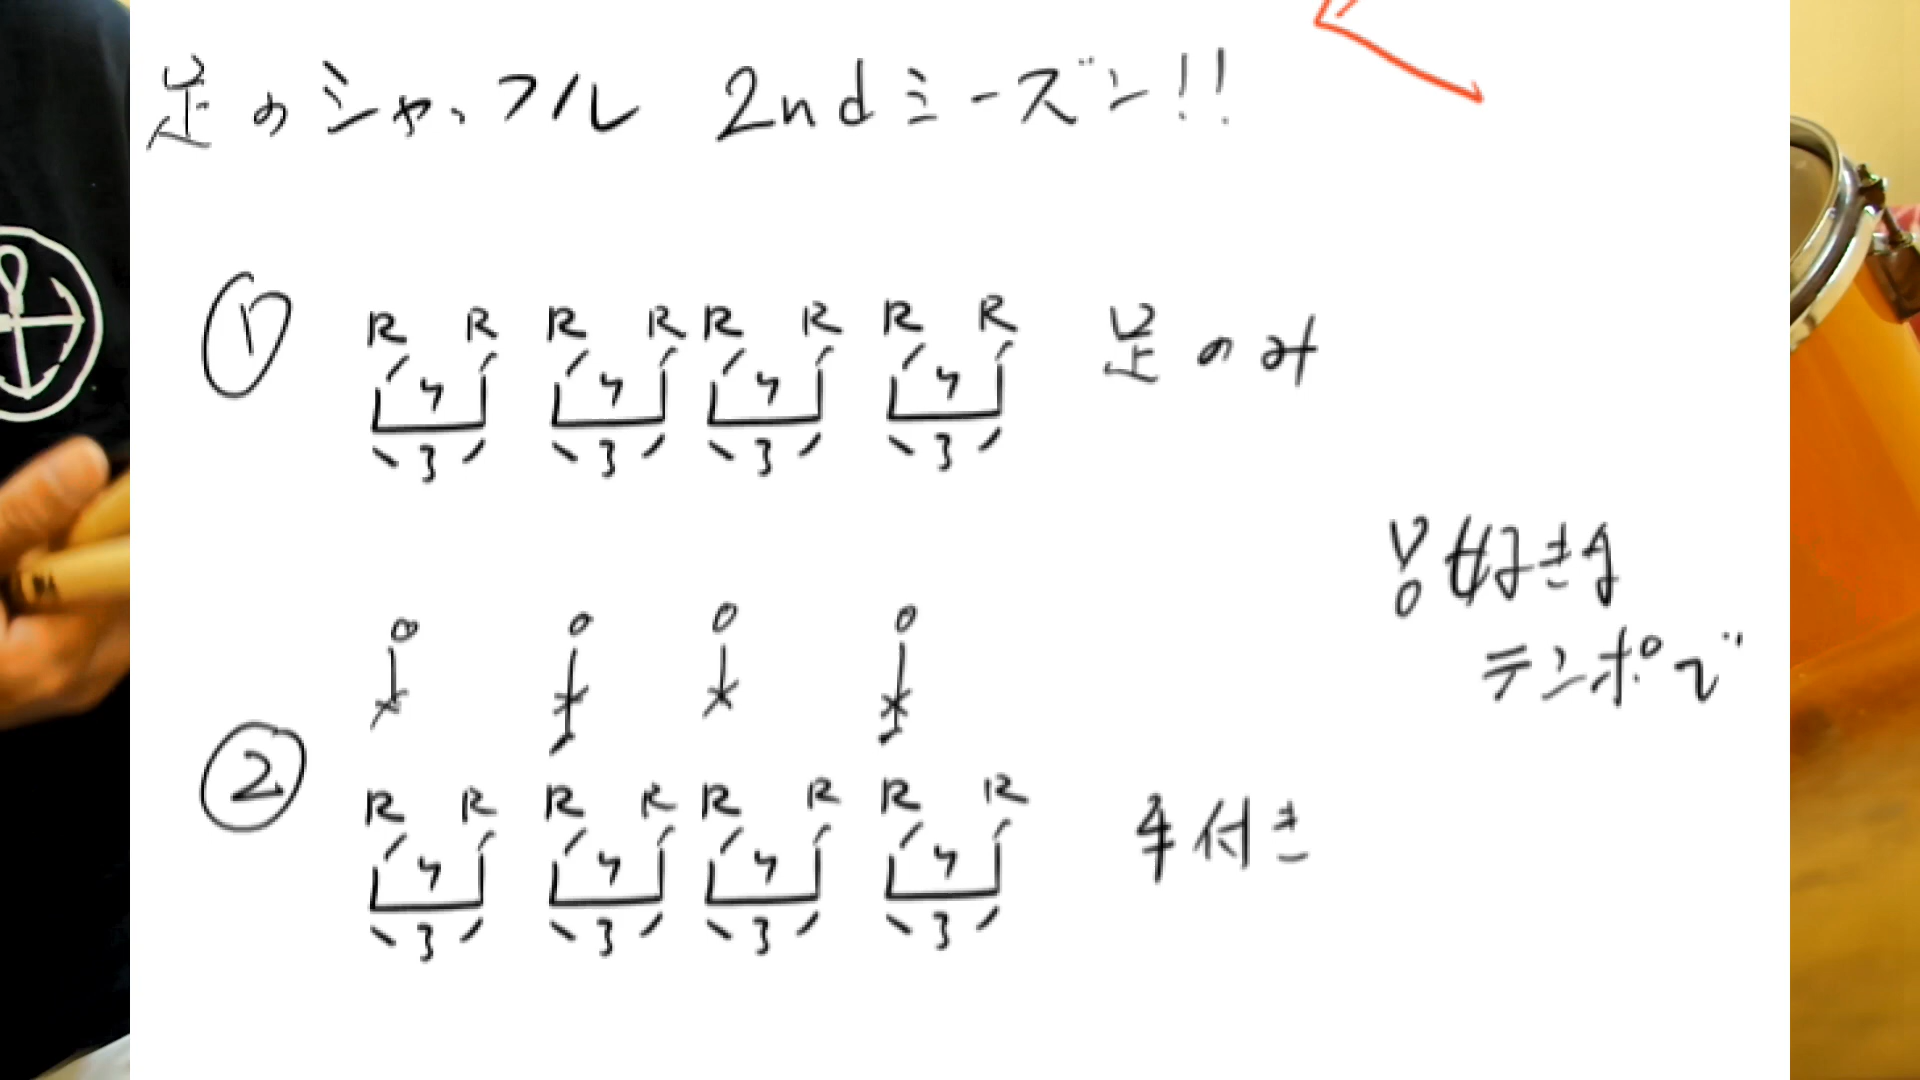 足のシャッフル 2ndシーズン!!
① R R R R R R R R 足のみ
3 3 3 3
好きな
テンポで
② R R R R R R R R 手付き
3 3 3 3